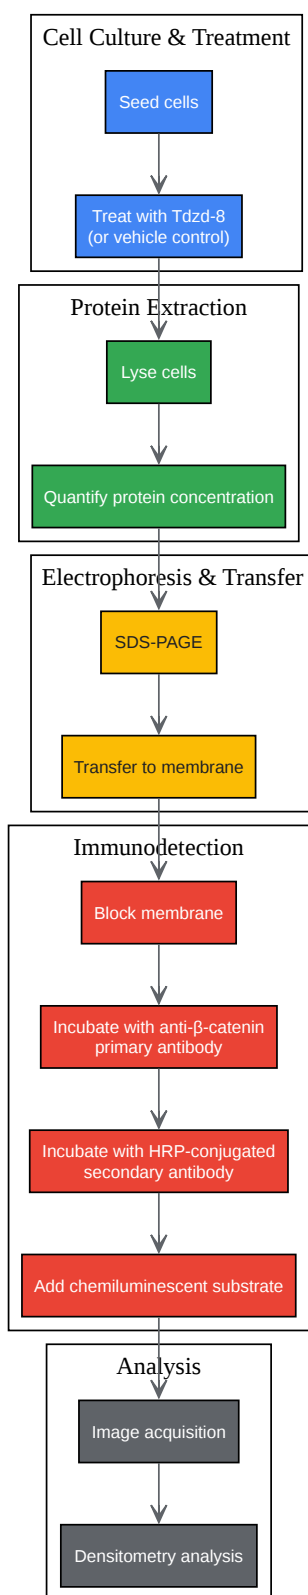 Cell Culture & Treatment
Seed cells
Treat with Tdzd-8
(or vehicle control)
Protein Extraction
Lyse cells
Quantify protein concentration
Electrophoresis & Transfer
SDS-PAGE
Transfer to membrane
Immunodetection
Block membrane
Incubate with anti-β-catenin
primary antibody
Incubate with HRP-conjugated
secondary antibody
Add chemiluminescent substrate
Analysis
Image acquisition
Densitometry analysis